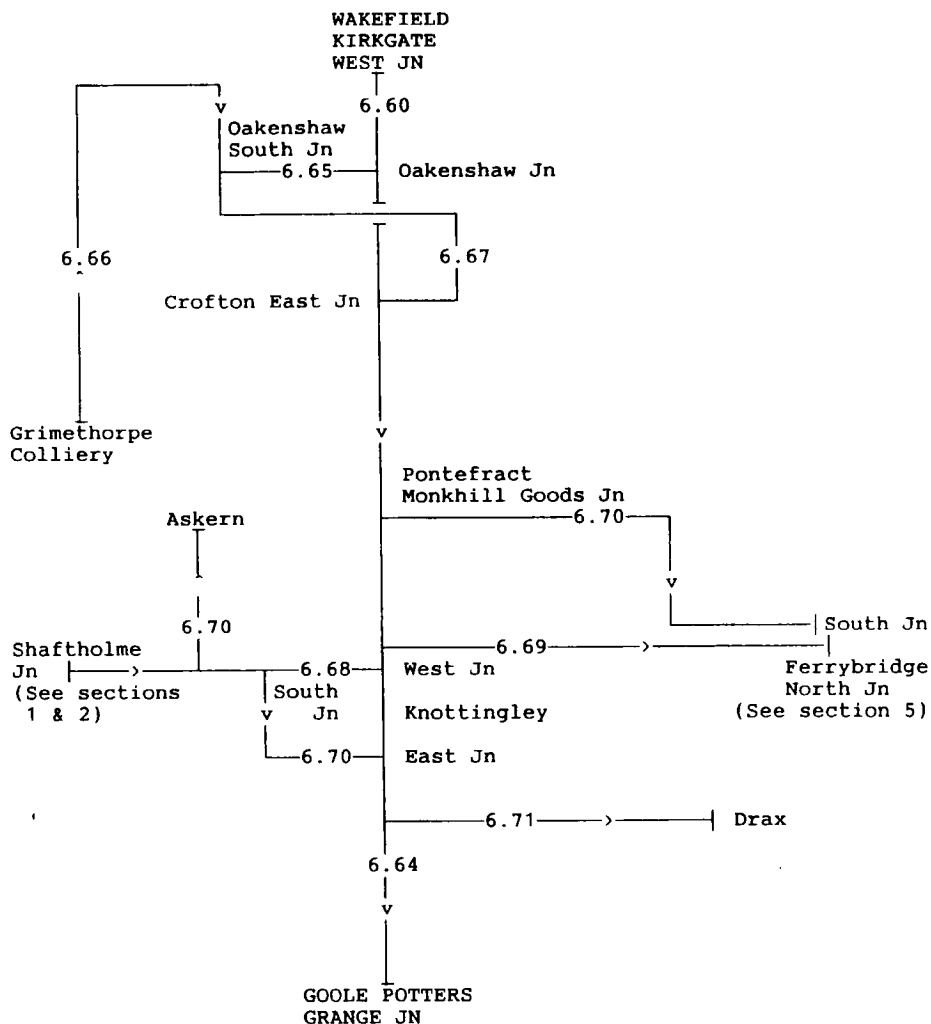 WAKEFIELD
KIRKGATE
WEST JN
6.60
Oakenshaw
South Jn
6.65
Oakenshaw Jn
6.66
6.67
Crofton East Jn
Grimethorpe
Colliery
Pontefract
Monkhill Goods Jn
6.70
Askern
6.70
South Jn
Shaftholme
Jn
(See sections
1 & 2)
6.69
6.68
West Jn
Ferrybridge
North Jn
(See section 5)
South
Jn
Knottingley
6.70
East Jn
6.71
Drax
6.64
GOOLE POTTERS
GRANGE JN